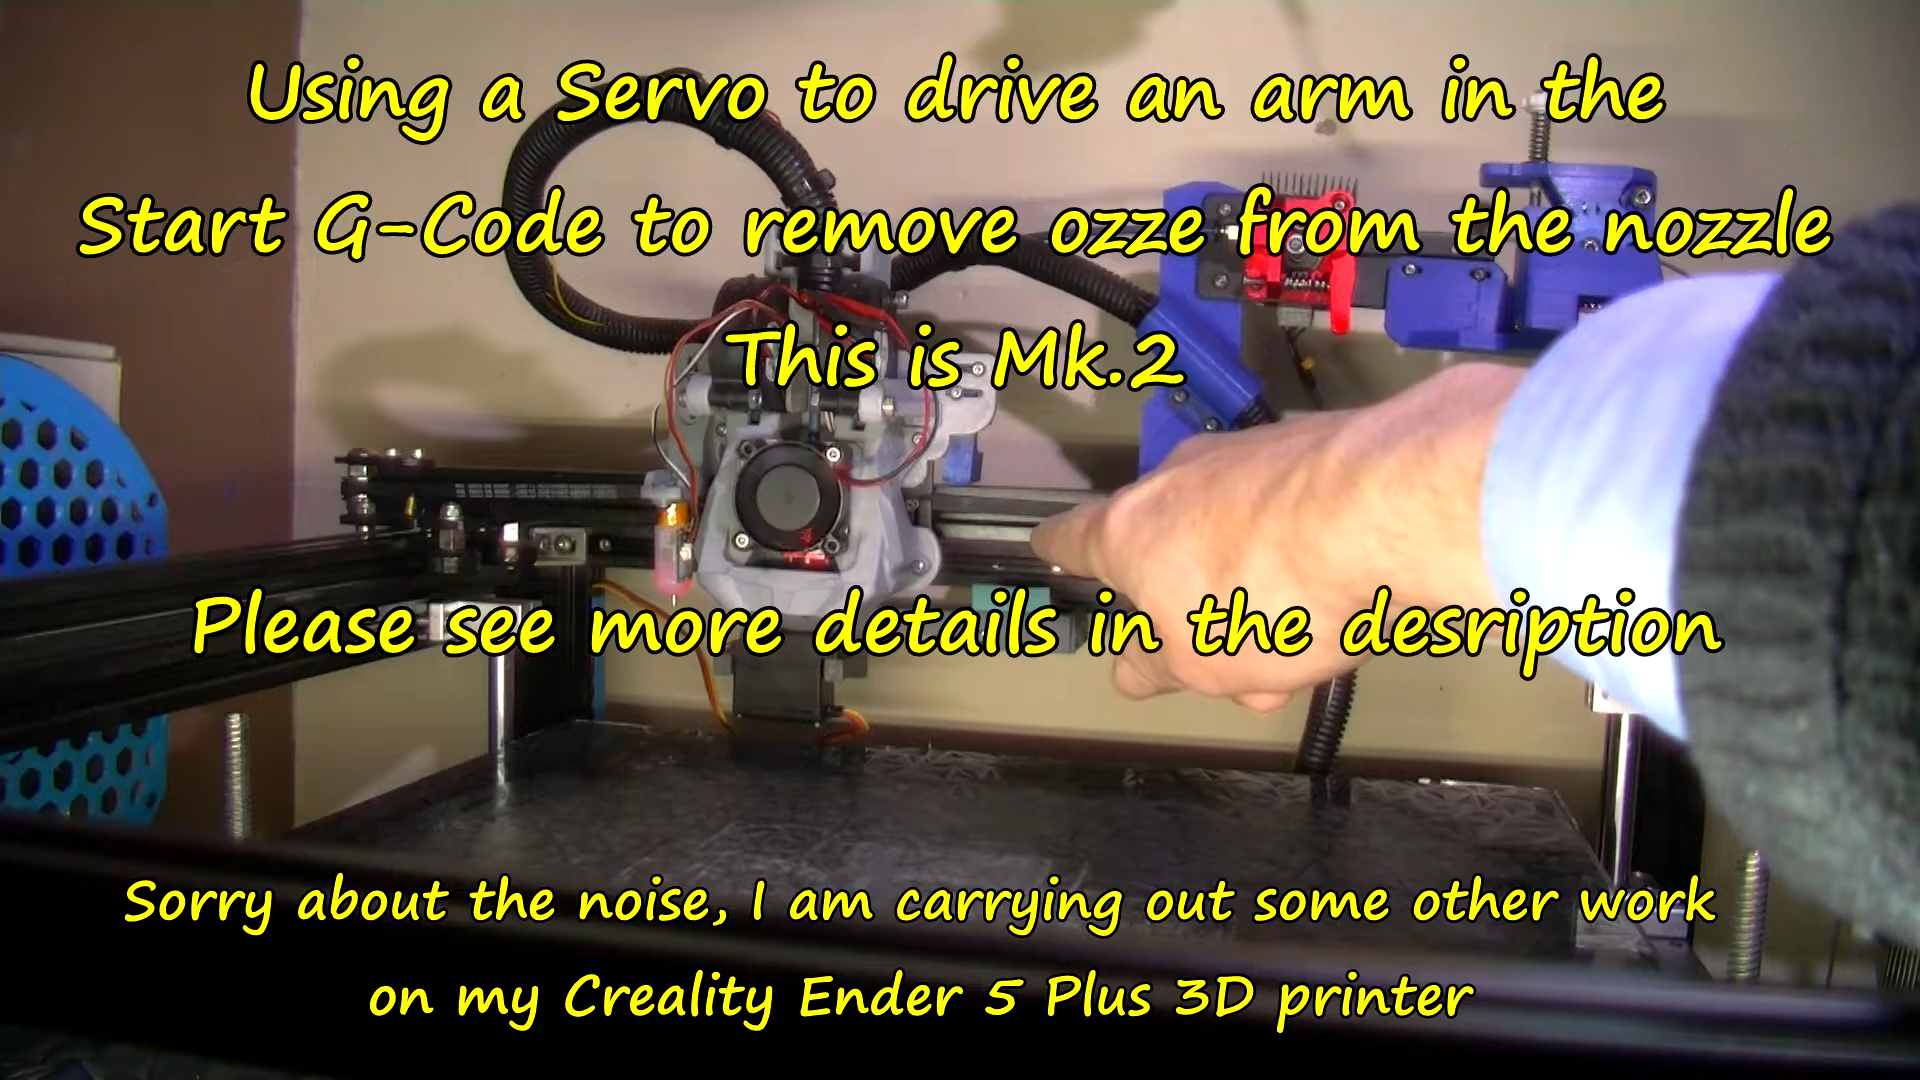 Using a Servo to drive an arm in the
Start G-Code to remove ozze from the nozzle
This is Mk.2
Please see more details in the desription
Sorry about the noise, I am carrying out some other work
on my Creality Ender 5 Plus 3D printer